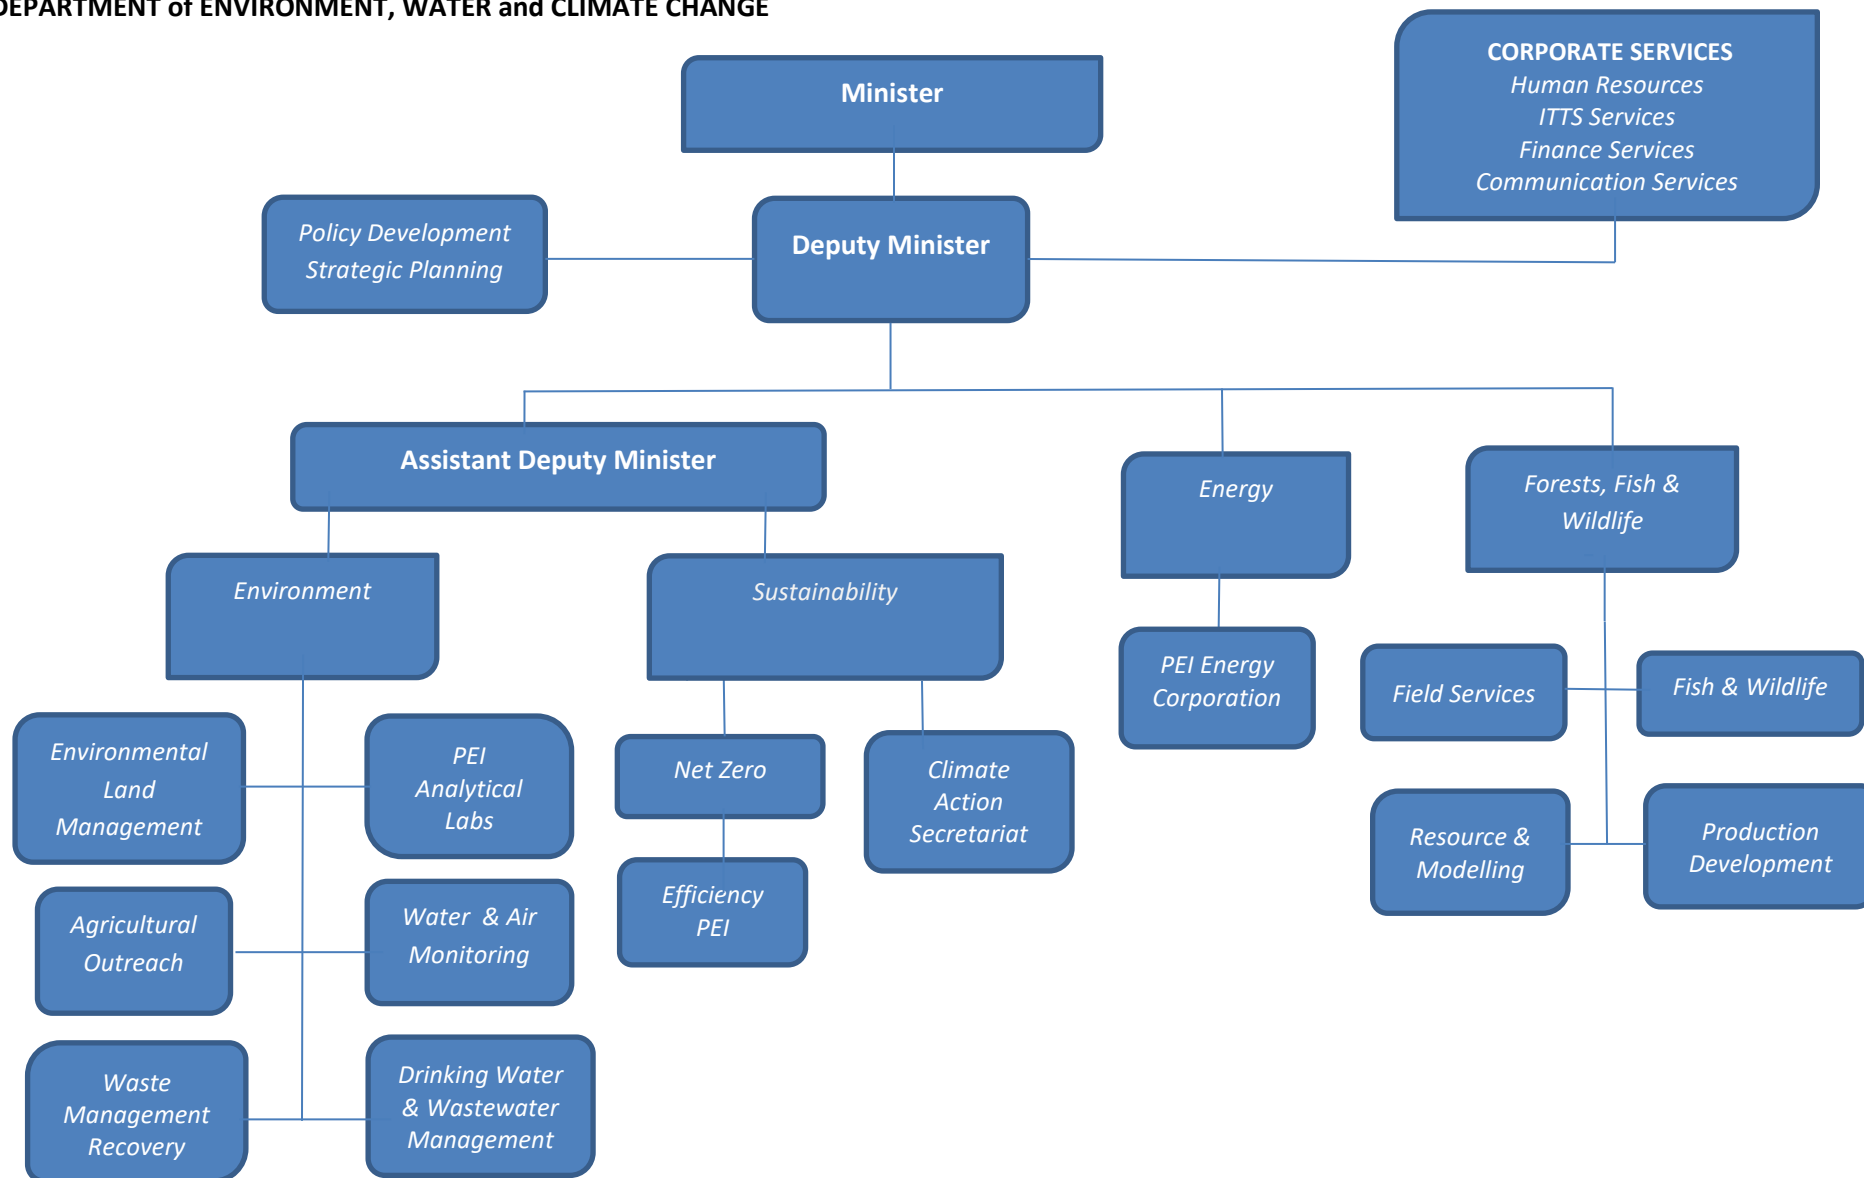 DEPARTMENT of ENVIRONMENT, WATER and CLIMATE CHANGE
Minister
CORPORATE SERVICES
Human Resources
ITTS Services
Finance Services
Communication Services
Policy Development
Strategic Planning
Deputy Minister
Assistant Deputy Minister
Energy
Forests, Fish &
Wildlife
Environment
Sustainability
PEI Energy
Corporation
Field Services
Fish & Wildlife
Environmental
Land
Management
PEI
Analytical
Labs
Net Zero
Climate
Action
Secretariat
Resource &
Modelling
Production
Development
Agricultural
Outreach
Water & Air
Monitoring
Efficiency
PEI
Waste
Management
Recovery
Drinking Water
& Wastewater
Management